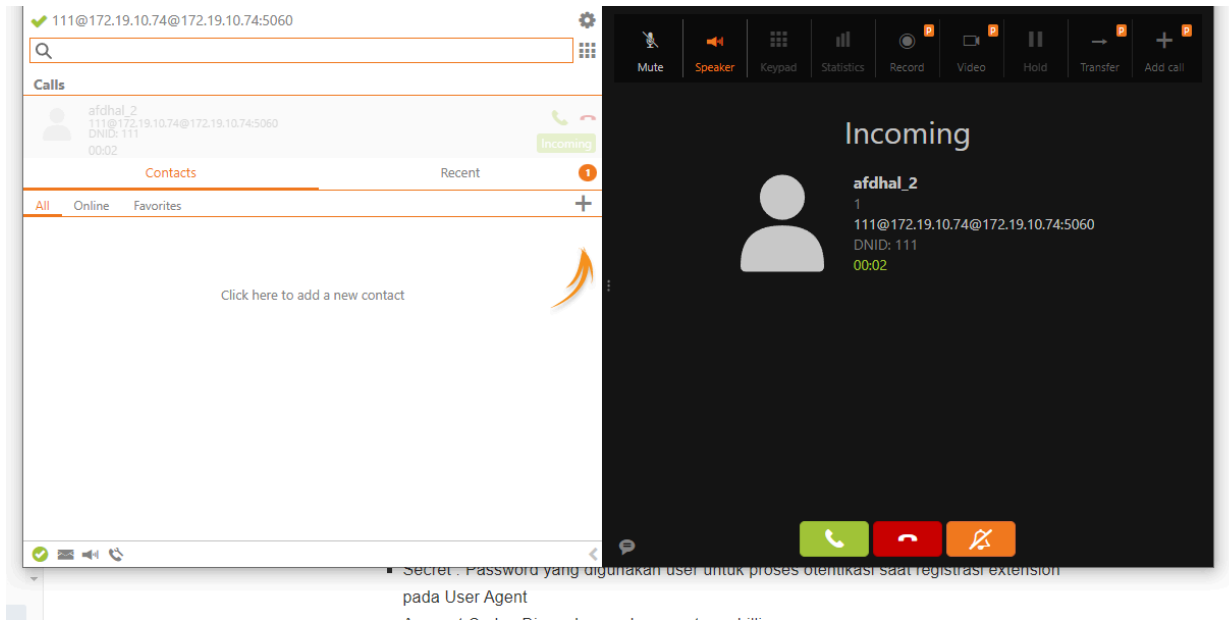 111@172.19.10.74@172.19.10.74:5060
Calls
afdhal_2
111@172.19.10.74@172.19.10.74:5060
DNID: 111
00:02
Incoming
Contacts
Recent
1
All
Online
Favorites
Click here to add a new contact
Mute
Speaker
Keypad
Statistics
P
Record
P
Video
Hold
P
Transfer
P
Add call
Incoming
afdhal_2
1
111@172.19.10.74@172.19.10.74:5060
DNID: 111
00:02
Secret : Password yang digunakan user untuk proses otentikasi saat registrasi extension
pada User Agent